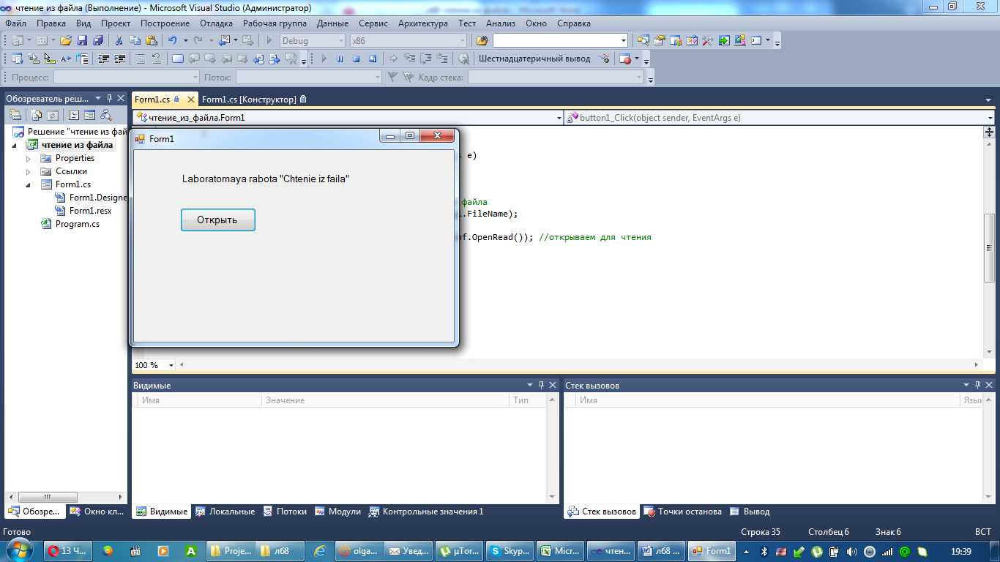 чтение из файла (Выполнение) - Microsoft Visual Studio (Администратор)
Файл Правка Вид Проект Построение Отладка Рабочая группа Данные Сервис Архитектура Тест Анализ Окно Справка
Debug x86
Шестнадцатеричный вывод
Процесс: Поток: Кадр стека:
Обозреватель реш...
Form1.cs Form1.cs [Конструктор]
чтение_из_файла.Form1 button1_Click(object sender, EventArgs e)
Решение "чтение из фай
чтение из файла
Properties
Ссылки
Form1.cs
Form1.Designe
Form1.resx
Program.cs
Form1
Laboratornaya rabota "Chtenie iz faila"
Открыть
s e)
файла
.FileName);
nf.OpenRead()); //открываем для чтения
100 %
Видимые
Имя Значение Тип
Стек вызовов
Имя Язык
Обозре... Окно кл...
Видимые Локальные Потоки Модули Контрольные значения 1
Стек вызовов Точки останова Вывод
Готово Строка 35 Столбец 6 Знак 6 ВСТ
13 Ч... Proje... л68 olga... Увед... µTor... Skyp... Micr... чтен... л68 ... Form1 19:39